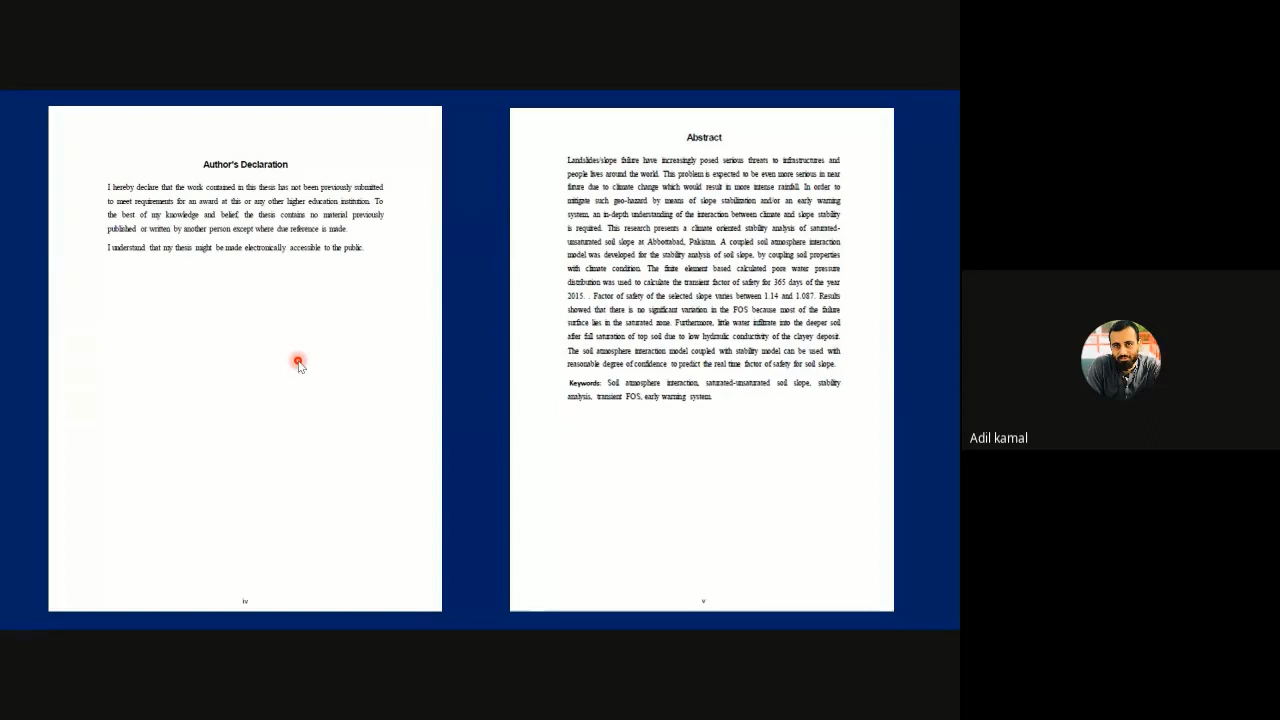 Author's Declaration
I hereby declare that the work contained in this thesis has not been previously submitted
to meet requirements for an award at this or any other higher education institution. To
the best of my knowledge and belief, the thesis contains no material previously
published or written by another person except where due reference is made.
I understand that my thesis might be made electronically accessible to the public.
iv
Abstract
Landslides/slope failure have increasingly posed serious threats to infrastructures and
people lives around the world. This problem is expected to be even more serious in near
future due to climate change which would result in more intense rainfall. In order to
mitigate such geo-hazard by means of slope stabilization and/or an early warning
system, an in-depth understanding of the interaction between climate and slope stability
is required. This research presents a climate oriented stability analysis of saturated-
unsaturated soil slope at Abbottabad, Pakistan. A coupled soil atmosphere interaction
model was developed for the stability analysis of soil slope, by coupling soil properties
with climate condition. The finite element based calculated pore water pressure
distribution was used to calculate the transient factor of safety for 365 days of the year
2015. . Factor of safety of the selected slope varies between 1.14 and 1.087. Results
showed that there is no significant variation in the FOS because most of the failure
surface lies in the saturated zone. Furthermore, little water infiltrate into the deeper soil
after full saturation of top soil due to low hydraulic conductivity of the clayey deposit.
The soil atmosphere interaction model coupled with stability model can be used with
reasonable degree of confidence to predict the real time factor of safety for soil slope.
Keywords: Soil atmosphere interaction, saturated-unsaturated soil slope, stability
analysis, transient FOS, early warning system.
v
Adil kamal